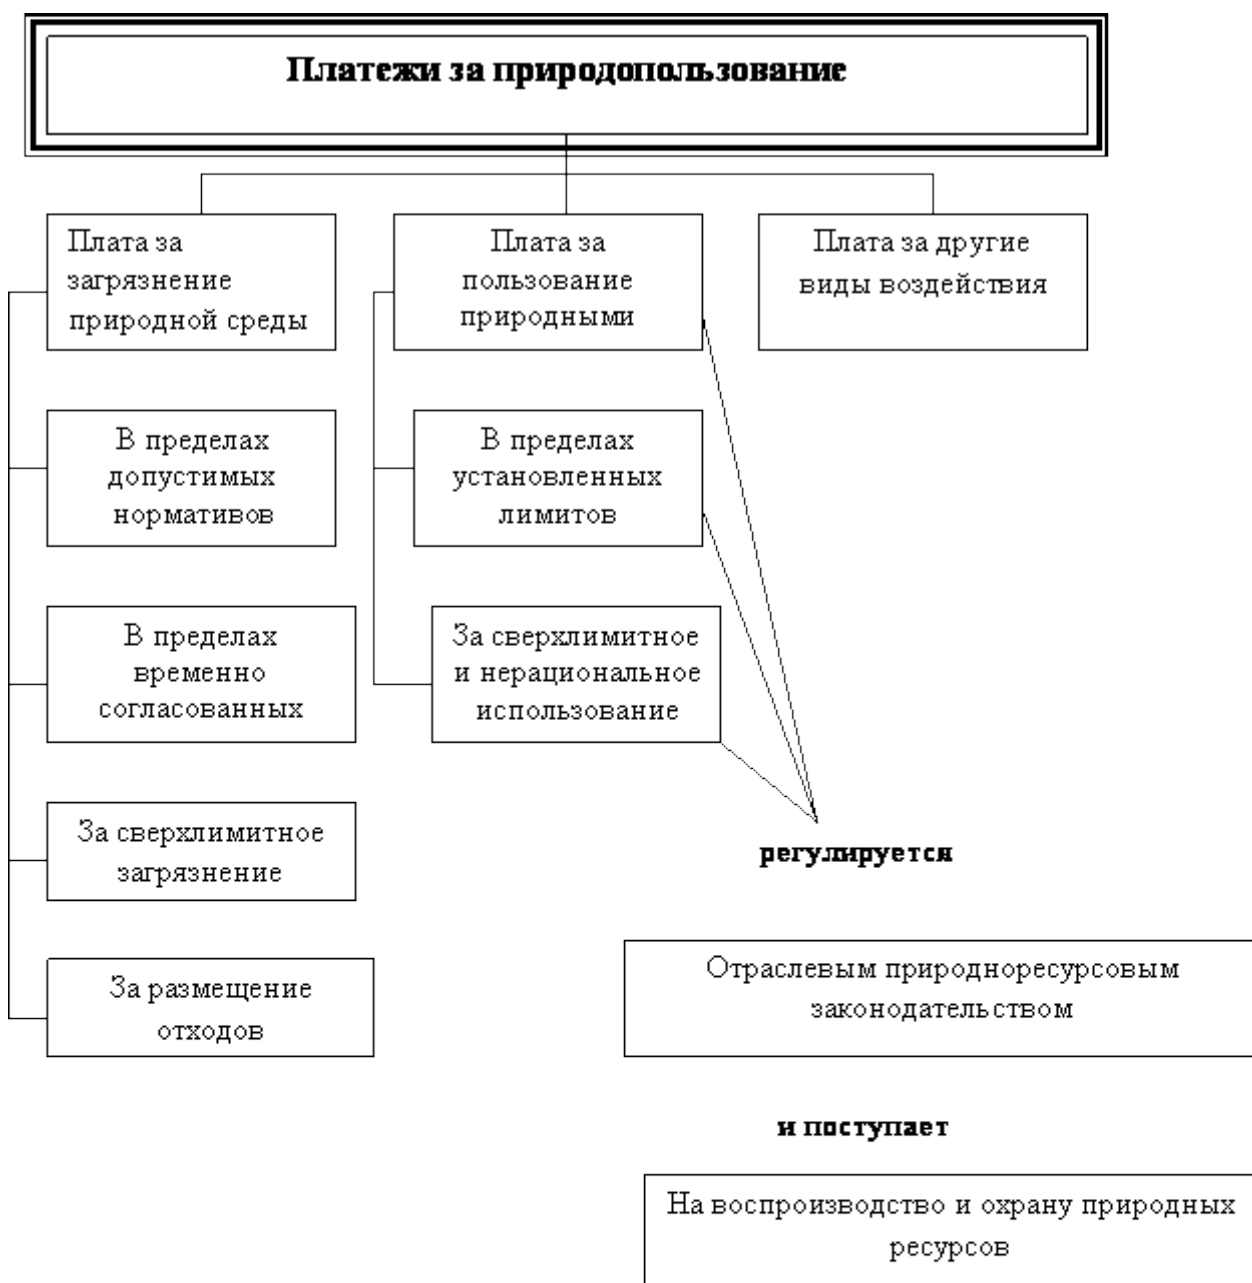 Платежи за природопользование
Плата за
загрязнение
природной среды
Плата за
пользование
природными
Плата за другие
виды воздействия
В пределах
допустимых
нормативов
В пределах
установленных
лимитов
В пределах
временно
согласованных
За сверхлимитное
и нерациональное
использование
За сверхлимитное
загрязнение
регулируется
За размещение
отходов
Отраслевым природноресурсовым
законодательством
и поступает
На воспроизводство и охрану природных
ресурсов